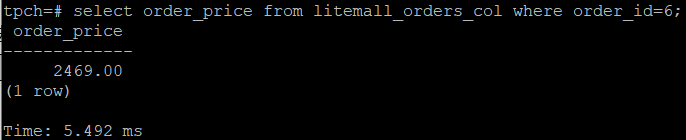 tpch=# select order_price from litemall_orders_col where order_id=6;
 order_price
-------------
     2469.00
(1 row)

Time: 5.492 ms